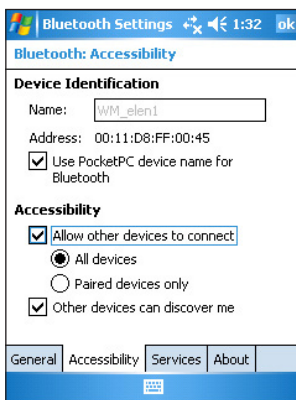 Bluetooth Settings 1:32 ok
Bluetooth: Accessibility
Device Identification
Name: WM_elen1
Address: 00:11:D8:FF:00:45
Use PocketPC device name for
Bluetooth
Accessibility
Allow other devices to connect
All devices
Paired devices only
Other devices can discover me
General Accessibility Services About